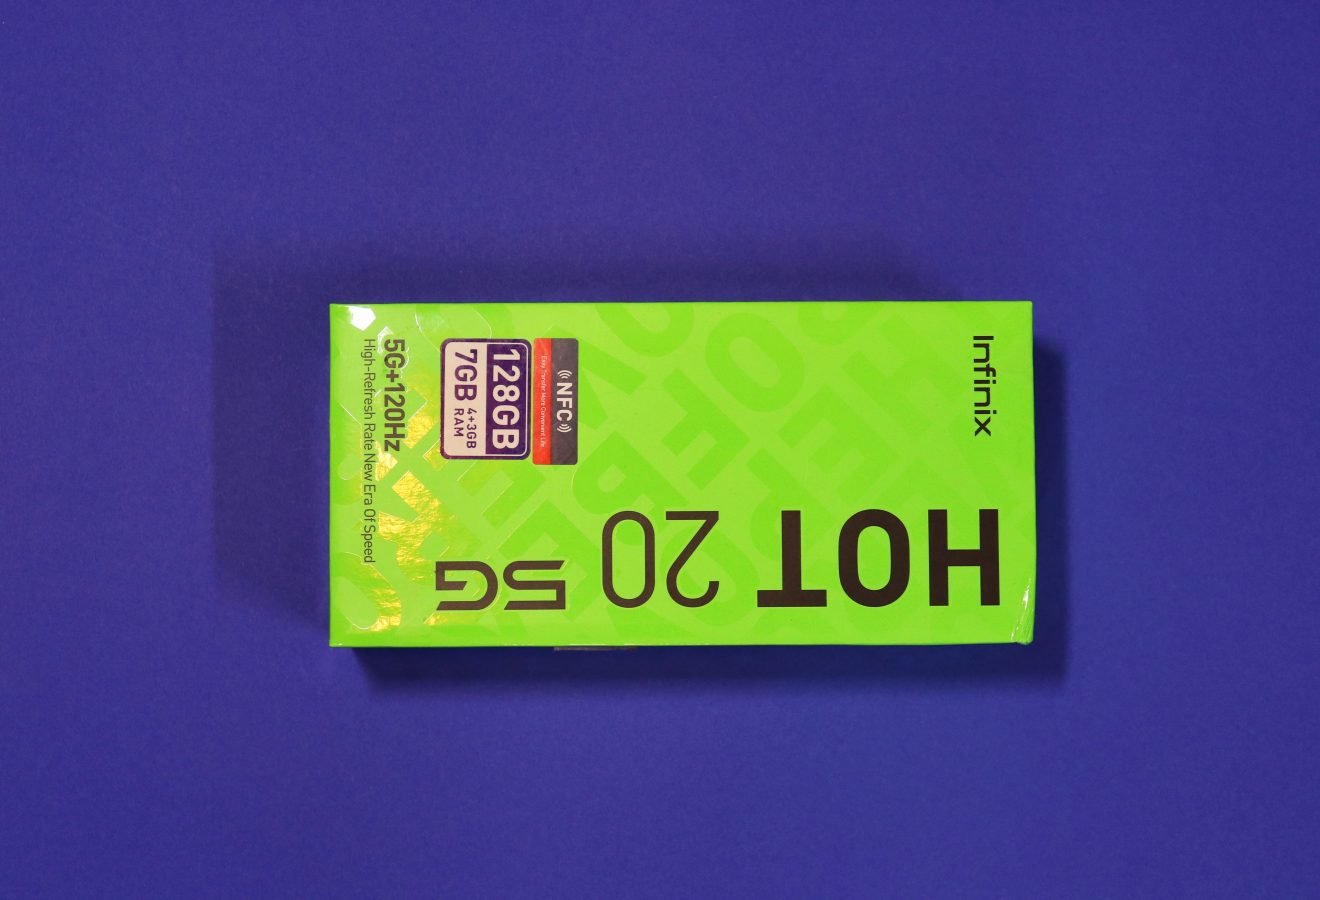 Infinix
HOT 20 5G
NFC
Easy Transfer, More Convenient Life
128GB
7GB 4+3GB RAM
5G+120Hz
High-Refresh Rate New Era Of Speed